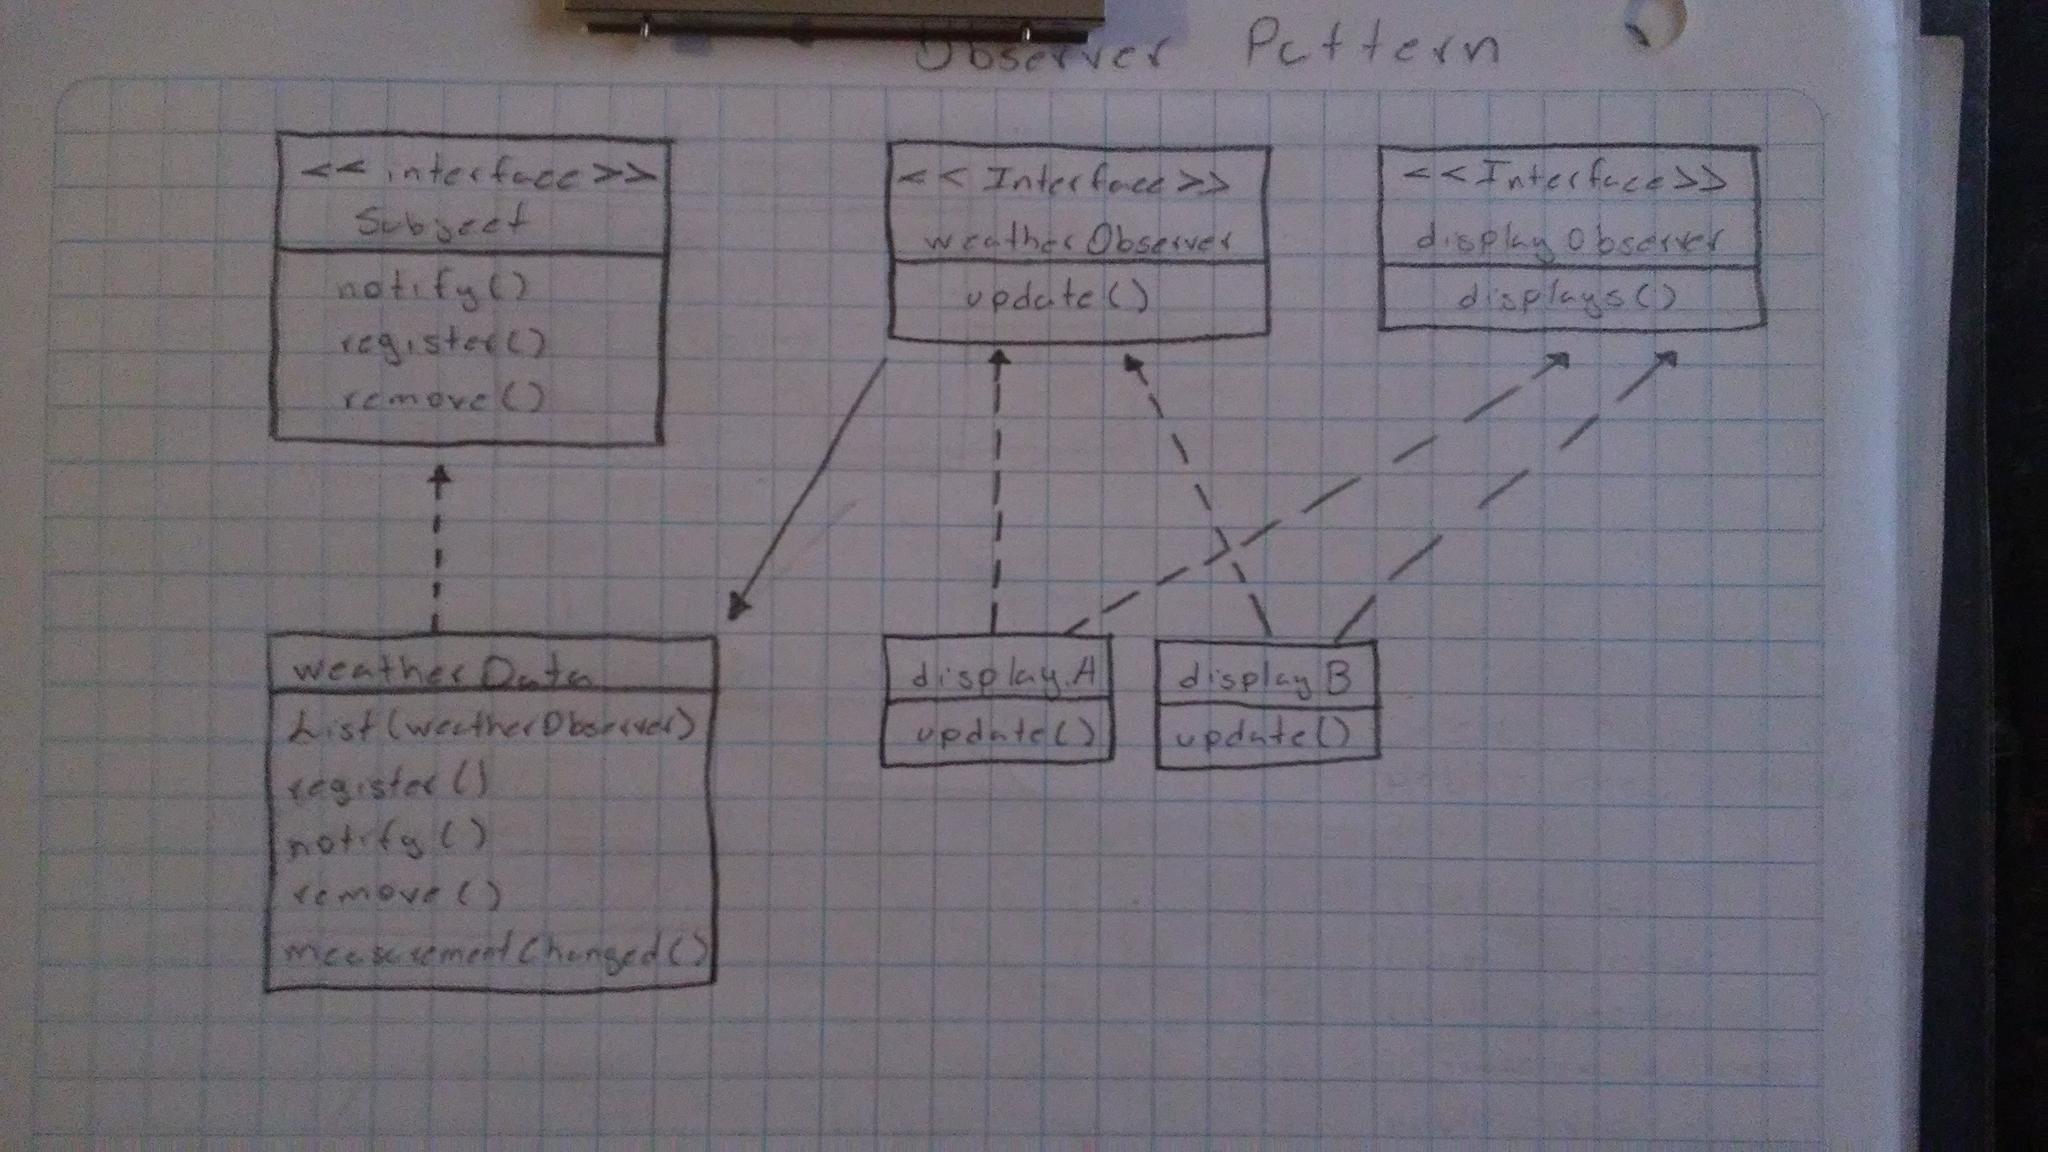 Observer Pattern
<<interface>>
Subject
notify()
register()
remove()
<<Interface>>
weatherObserver
update()
<<Interface>>
displayObserver
displays()
weatherData
List(weatherObserver)
register()
notify()
remove()
measurementChanged()
displayA
update()
displayB
update()